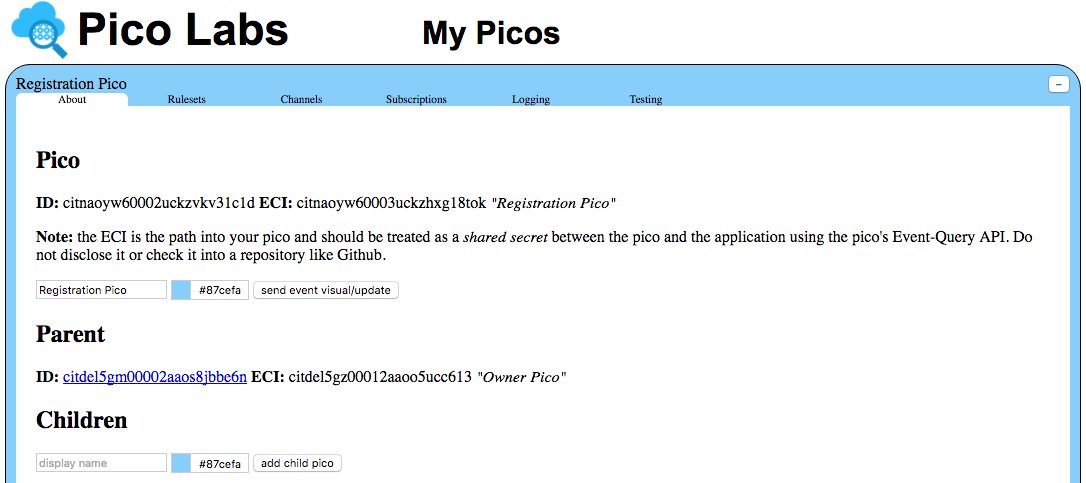 Pico Labs
My Picos
Registration Pico
–
About Rulesets Channels Subscriptions Logging Testing
Pico
ID: citnaoyw60002uckzvkv31c1d ECI: citnaoyw60003uckzhxg18tok "Registration Pico"
Note: the ECI is the path into your pico and should be treated as a shared secret between the pico and the application using the pico's Event-Query API. Do
not disclose it or check it into a repository like Github.
Registration Pico #87cefa send event visual/update
Parent
ID: citdel5gm00002aaos8jbbe6n ECI: citdel5gz00012aaoo5ucc613 "Owner Pico"
Children
display name #87cefa add child pico